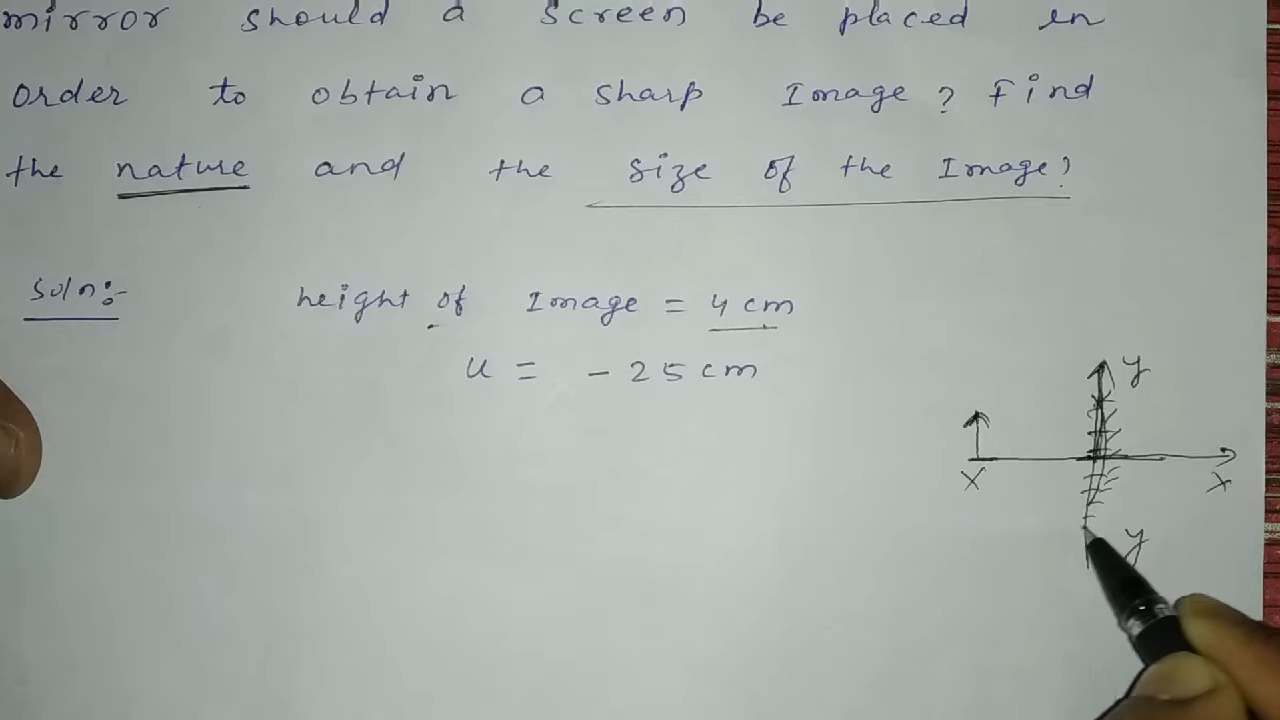 mirror should a screen be placed in
order to obtain a sharp Image ? Find
the nature and the size of the Image?
Soln:-
height of Image = 4 cm
u = - 25 cm
y
X
X
y